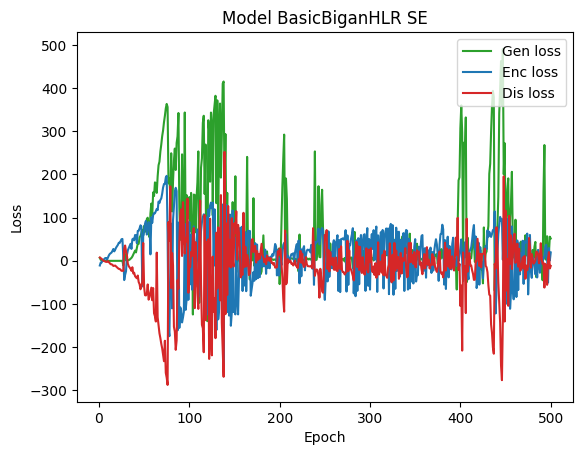 Model BasicBiganHLR SE
Gen loss
Enc loss
Dis loss
Loss
500
400
300
200
100
0
−100
−200
−300
0 100 200 300 400 500
Epoch